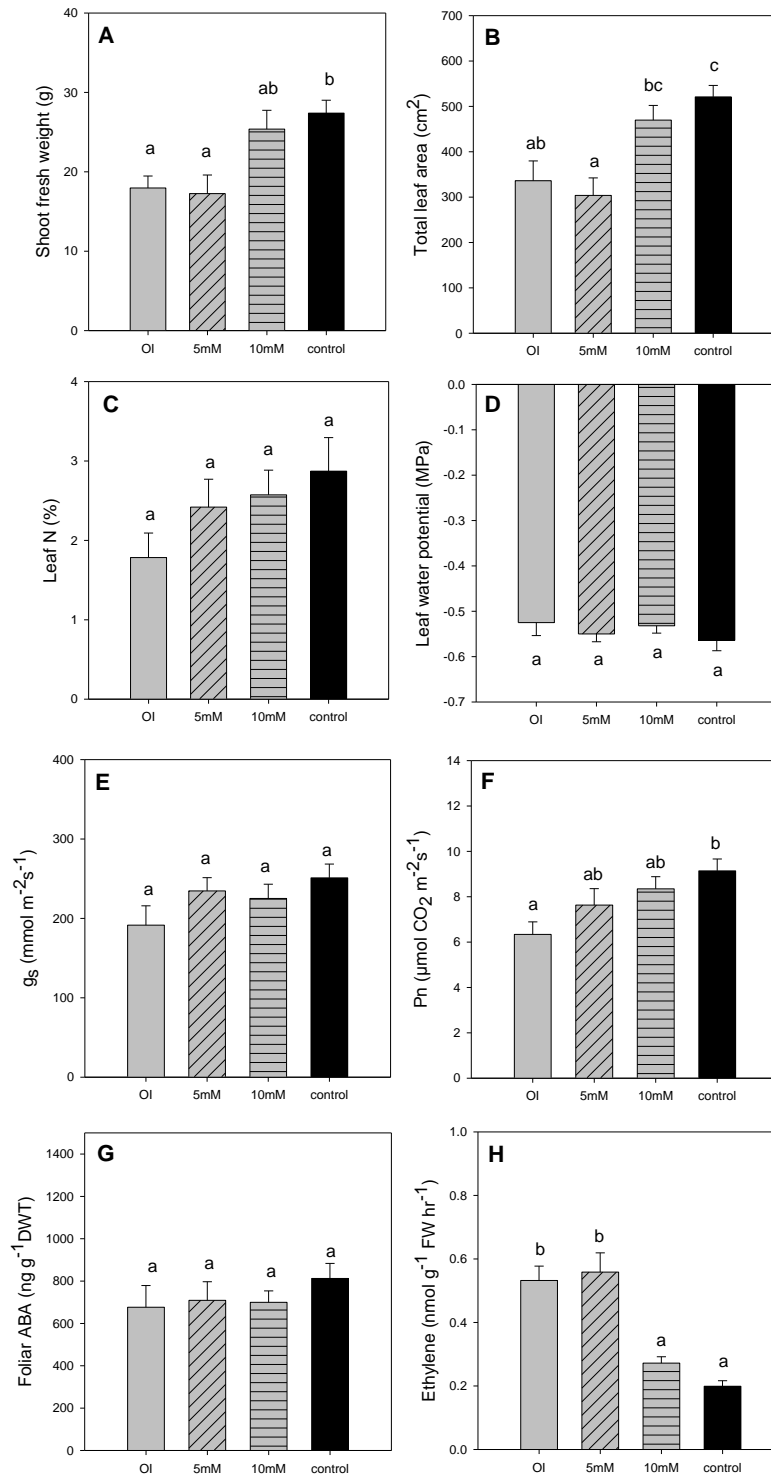 A
Shoot fresh weight (g)
40
30
20
10
0
a
a
ab
b
OI
5mM
10mM
control
B
Total leaf area (cm2)
700
600
500
400
300
200
100
0
ab
a
bc
c
OI
5mM
10mM
control
C
Leaf N (%)
4
3
2
1
0
a
a
a
a
OI
5mM
10mM
control
D
Leaf water potential (MPa)
0.0
-0.1
-0.2
-0.3
-0.4
-0.5
-0.6
-0.7
a
a
a
a
OI
5mM
10mM
control
E
gs (mmol m-2s-1)
400
300
200
100
0
a
a
a
a
OI
5mM
10mM
control
F
Pn (µmol CO2 m-2s-1)
14
12
10
8
6
4
2
0
a
ab
ab
b
OI
5mM
10mM
control
G
Foliar ABA (ng g-1DWT)
1400
1200
1000
800
600
400
200
0
a
a
a
a
OI
5mM
10mM
control
H
Ethylene (nmol g-1 FW hr-1)
1.0
0.8
0.6
0.4
0.2
0.0
b
b
a
a
OI
5mM
10mM
control